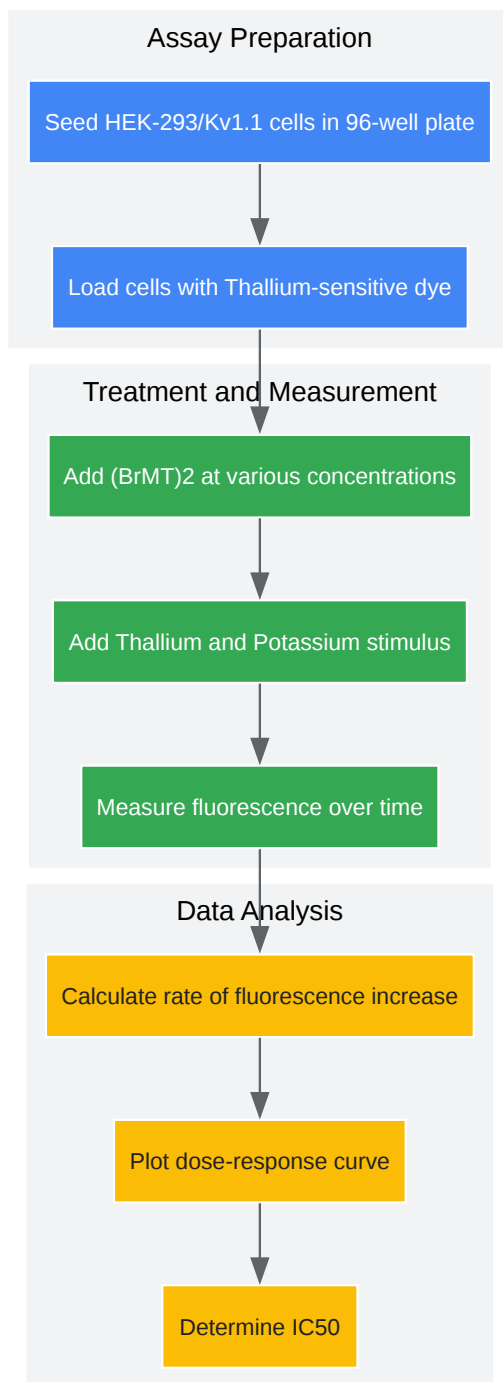 Assay Preparation
Seed HEK-293/Kv1.1 cells in 96-well plate
Load cells with Thallium-sensitive dye
Treatment and Measurement
Add (BrMT)2 at various concentrations
Add Thallium and Potassium stimulus
Measure fluorescence over time
Data Analysis
Calculate rate of fluorescence increase
Plot dose-response curve
Determine IC50